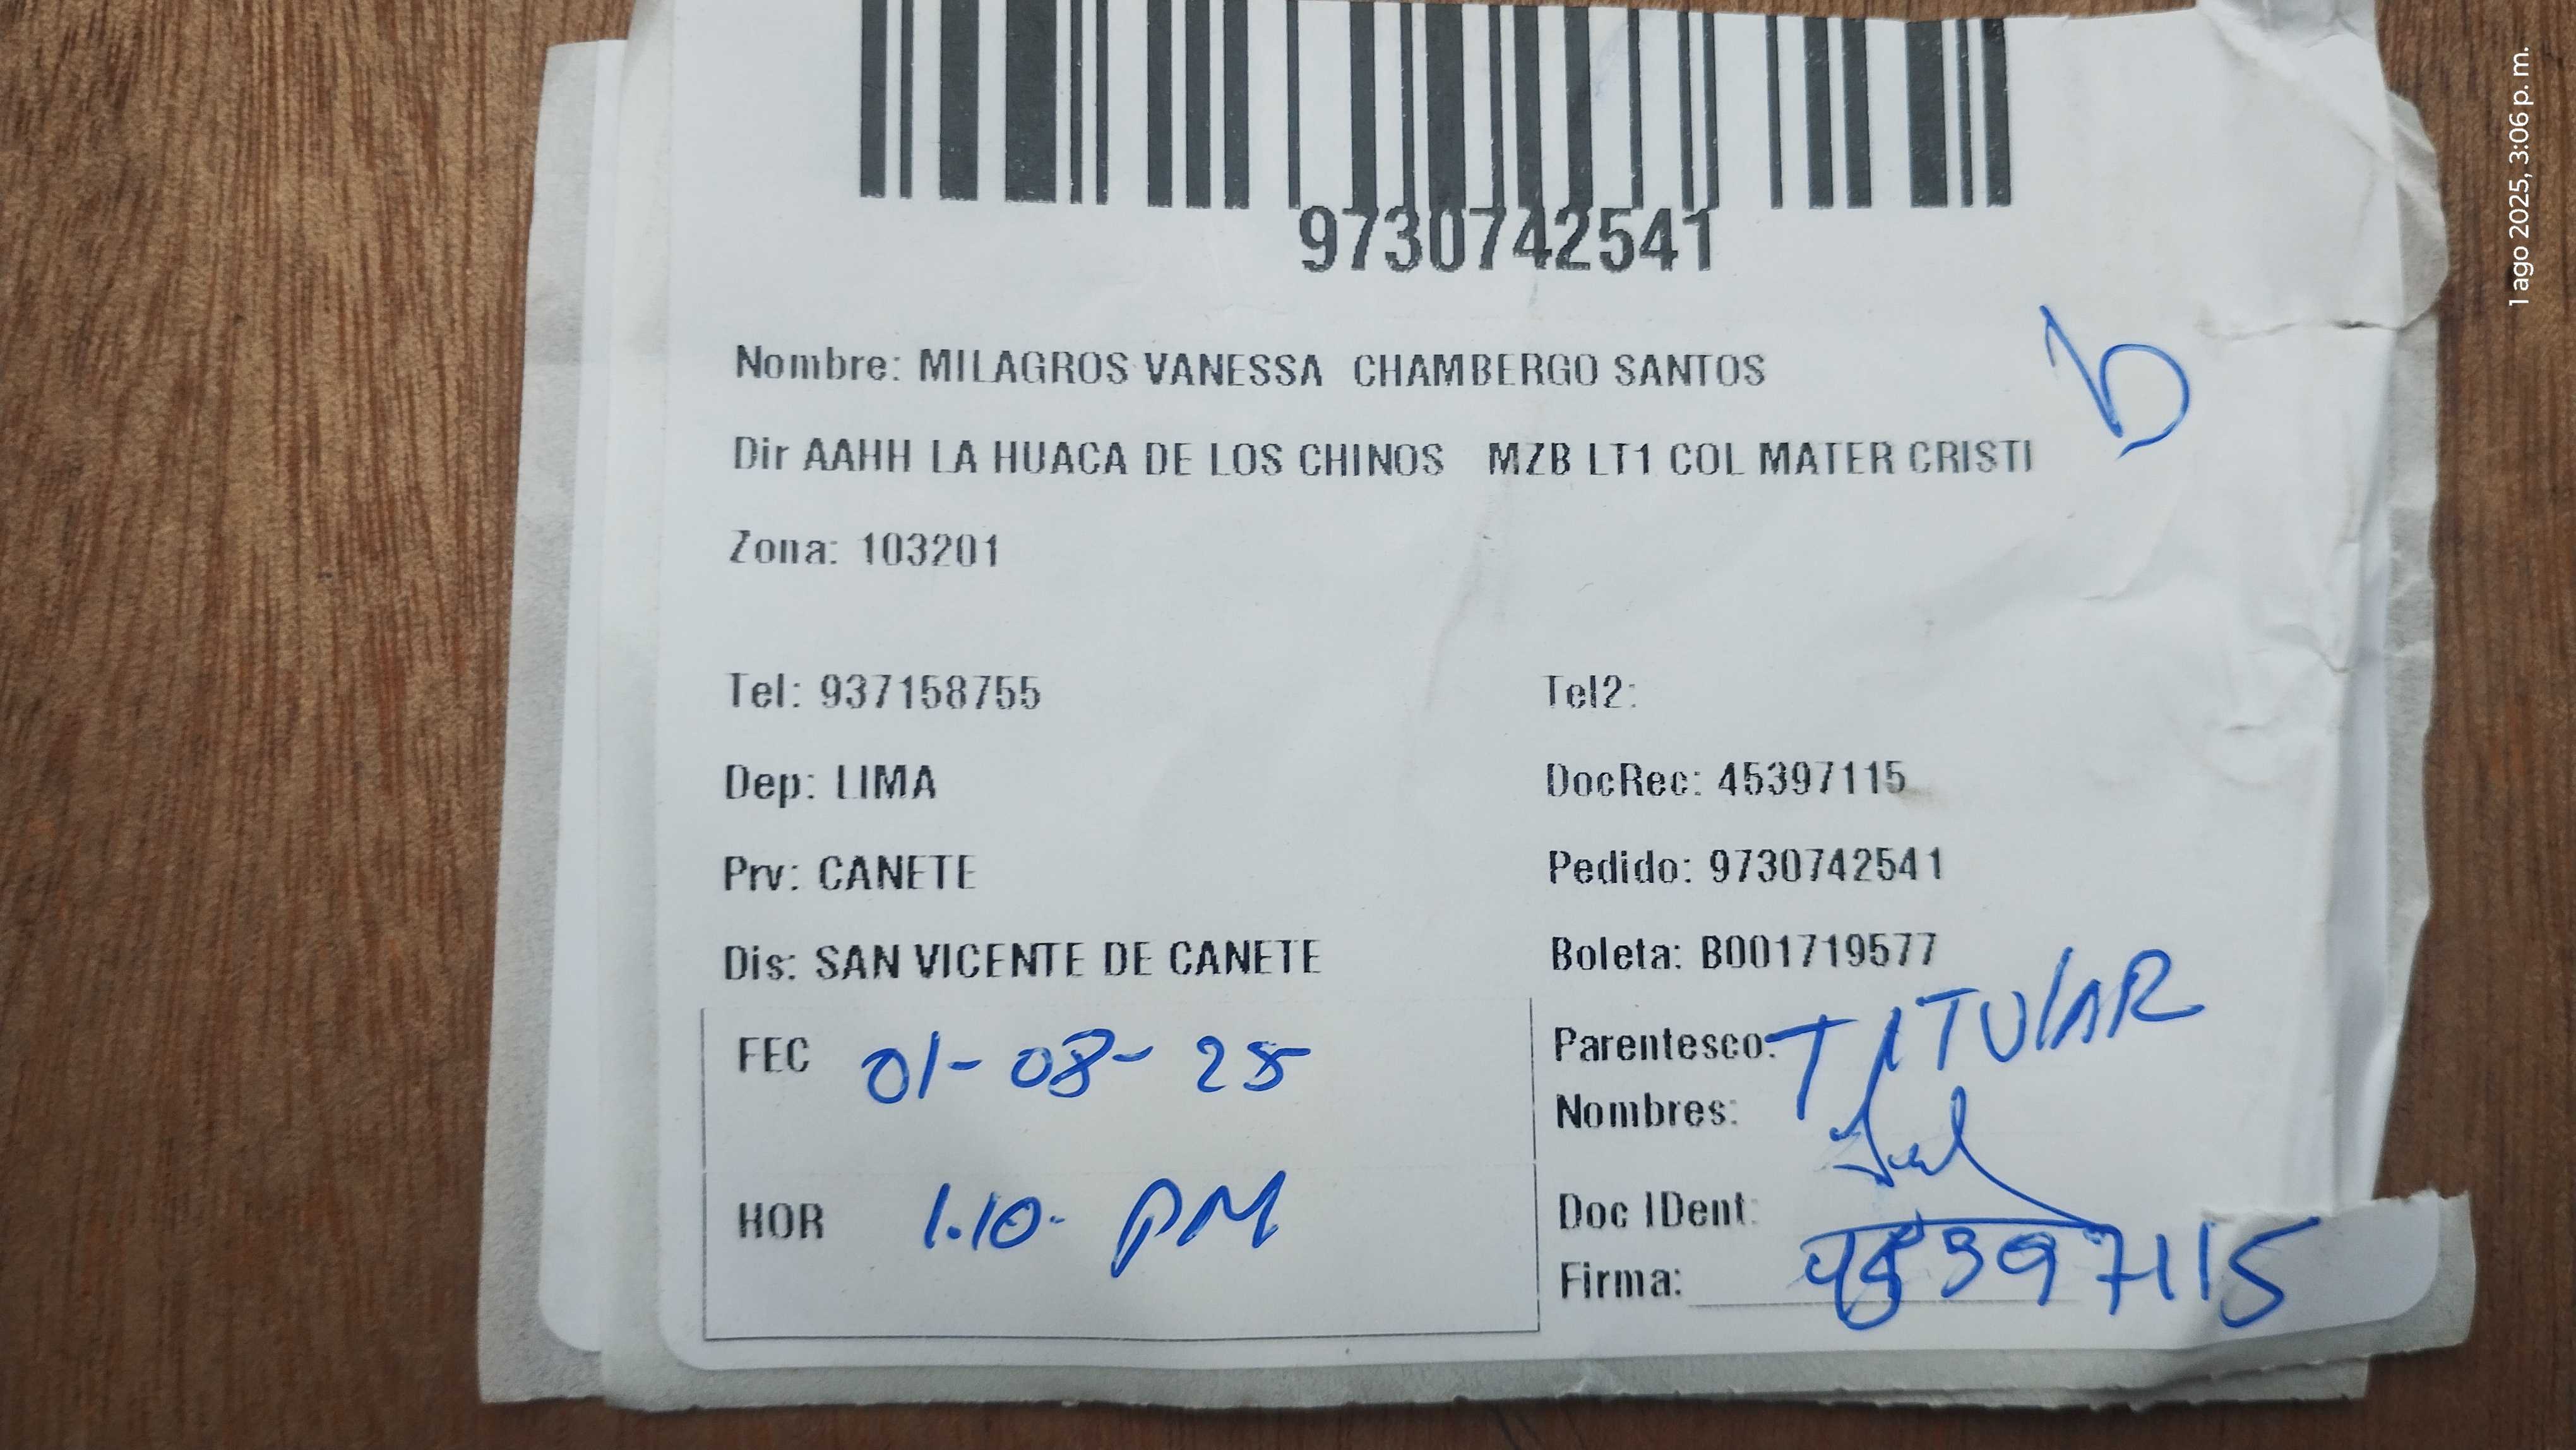 9730742541
Nombre: MILAGROS VANESSA CHAMBERGO SANTOS
Dir AAHH LA HUACA DE LOS CHINOS MZB LT1 COL MATER CRISTI
Zona: 103201
Tel: 937158755
Tel2:
Dep: LIMA
DocRec: 45397115
Prv: CANETE
Pedido: 9730742541
Dis: SAN VICENTE DE CANETE
Boleta: B001719577
FEC 01-08-25
Parentesco: TITULAR
Nombres:
HOR 1.10. PM
Doc IDent:
45397115
Firma:
1 ago 2025, 3:06 p. m.